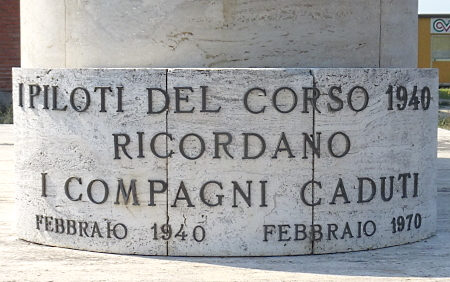 I PILOTI DEL CORSO 1940
RICORDANO
I COMPAGNI CADUTI
FEBBRAIO 1940 FEBBRAIO 1970